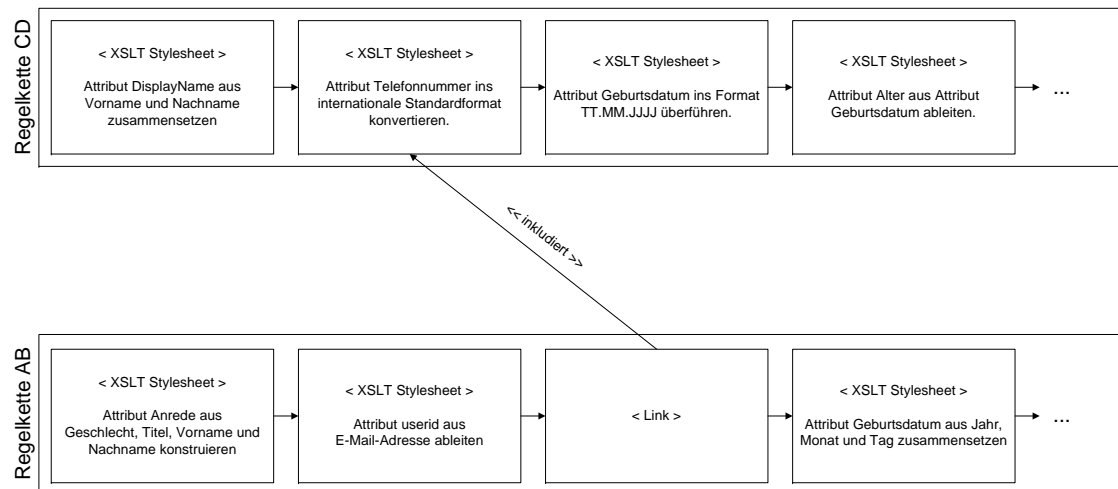 Regelkette CD
< XSLT Stylesheet >
Attribut DisplayName aus
Vorname und Nachname
zusammensetzen
< XSLT Stylesheet >
Attribut Telefonnummer ins
internationale Standardformat
konvertieren.
< XSLT Stylesheet >
Attribut Geburtsdatum ins Format
TT.MM.JJJJ überführen.
< XSLT Stylesheet >
Attribut Alter aus Attribut
Geburtsdatum ableiten.
...
<< inkludiert >>
Regelkette AB
< XSLT Stylesheet >
Attribut Anrede aus
Geschlecht, Titel, Vorname und
Nachname konstruieren
< XSLT Stylesheet >
Attribut userid aus
E-Mail-Adresse ableiten
< Link >
< XSLT Stylesheet >
Attribut Geburtsdatum aus Jahr,
Monat und Tag zusammensetzen
...